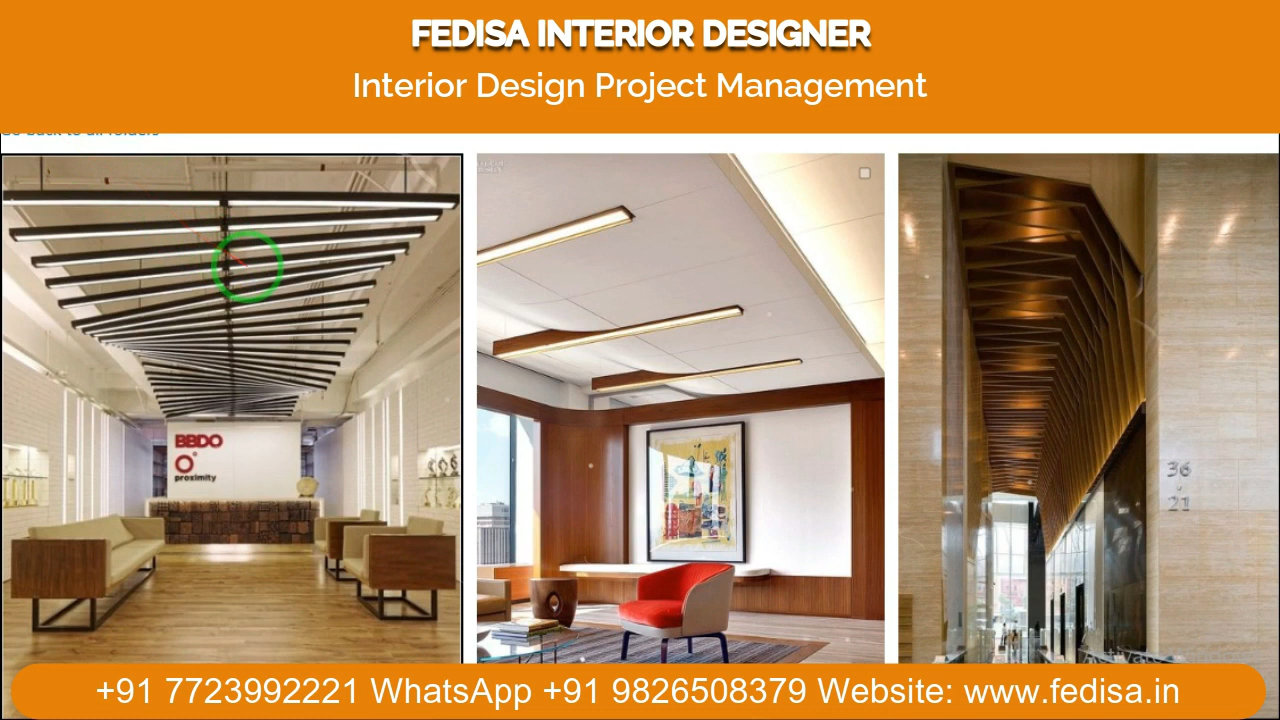 FEDISA INTERIOR DESIGNER
Interior Design Project Management
BBDO
proximity
36
21
+91 7723992221 WhatsApp +91 9826508379 Website: www.fedisa.in